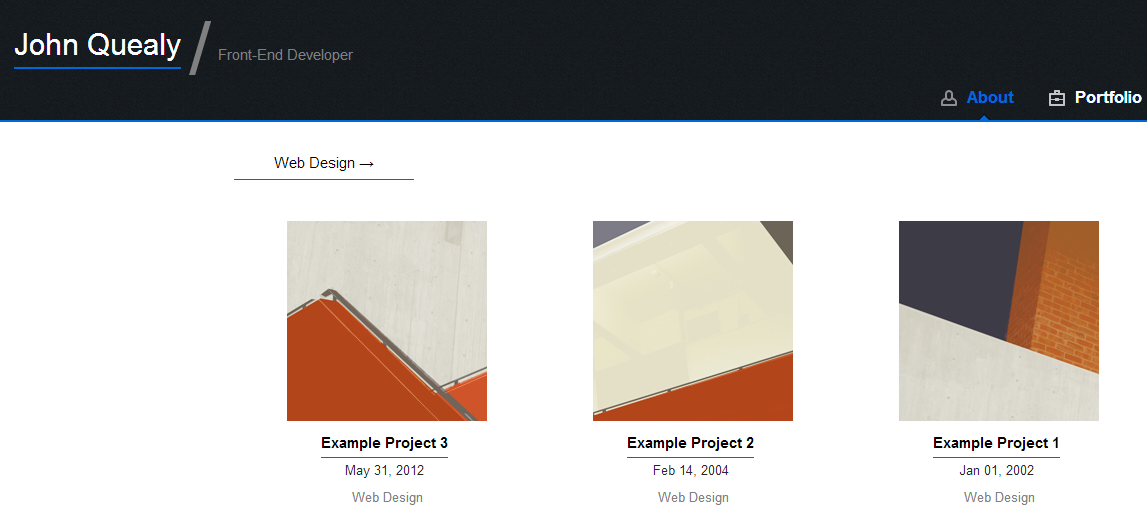 John Quealy / Front-End Developer
About Portfolio
Web Design →
Example Project 3 Example Project 2 Example Project 1
May 31, 2012 Feb 14, 2004 Jan 01, 2002
Web Design Web Design Web Design